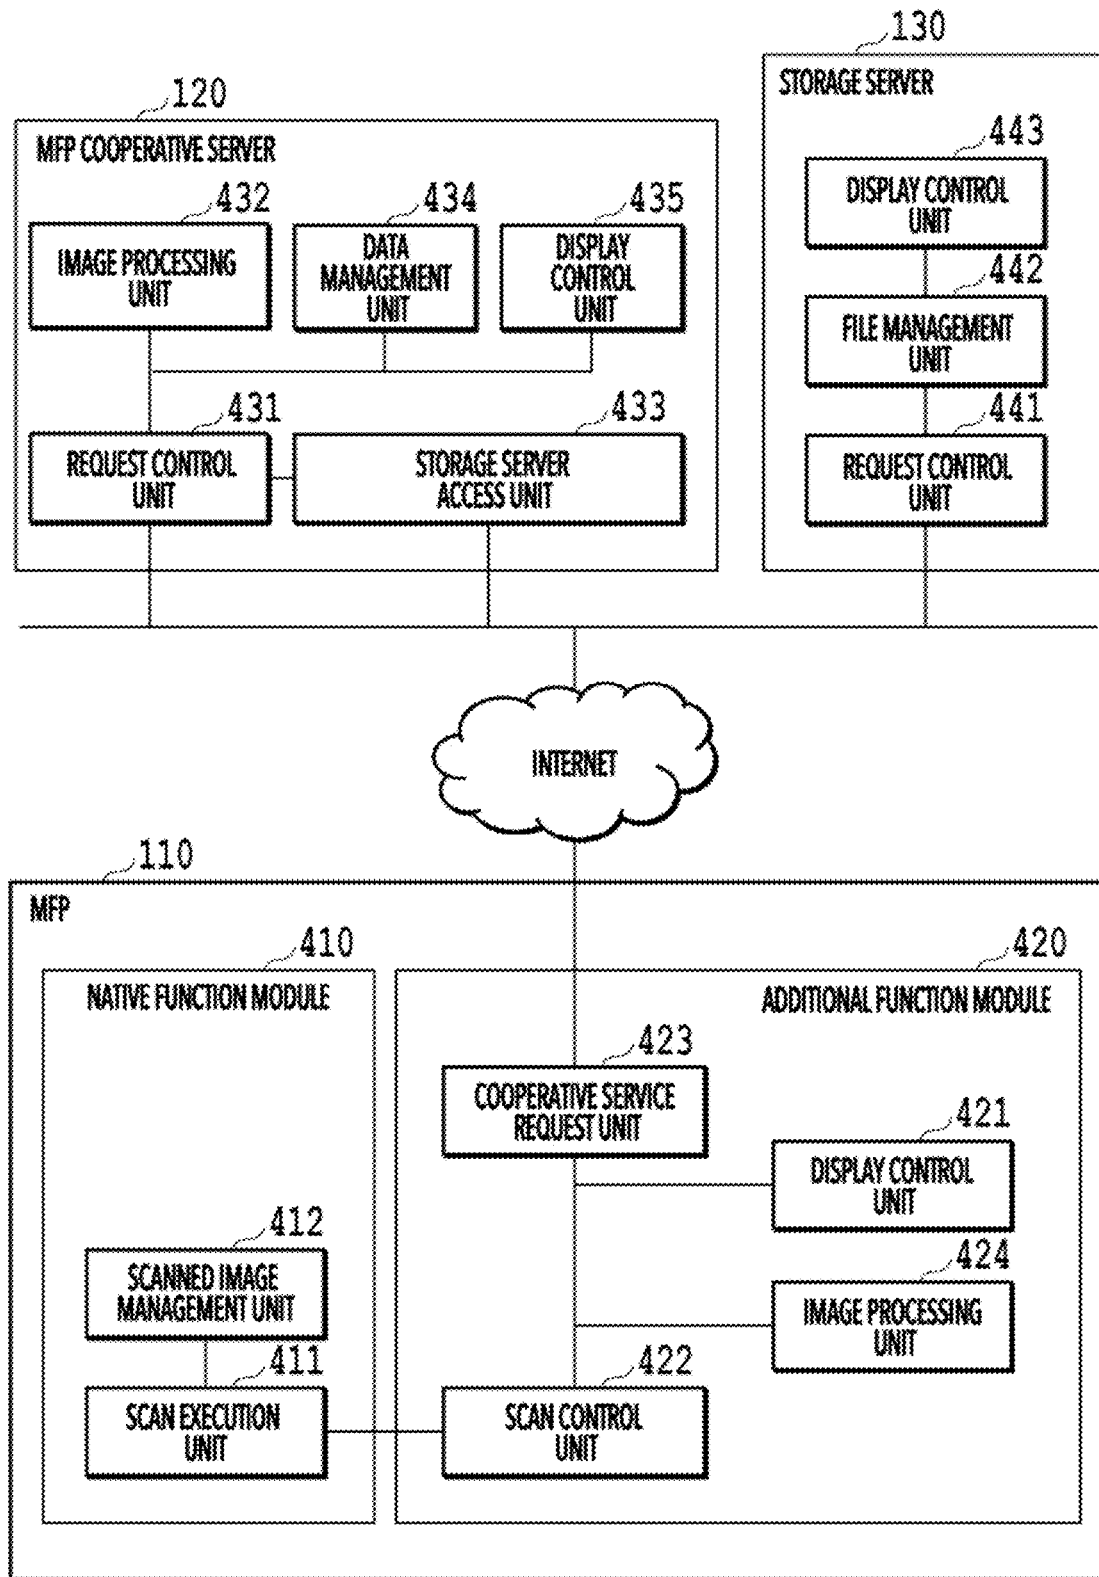 130
STORAGE SERVER
120
MFP COOPERATIVE SERVER
443
DISPLAY CONTROL
UNIT
432
IMAGE PROCESSING
UNIT
434
DATA
MANAGEMENT
UNIT
435
DISPLAY
CONTROL
UNIT
442
FILE MANAGEMENT
UNIT
431
REQUEST CONTROL
UNIT
433
STORAGE SERVER
ACCESS UNIT
441
REQUEST CONTROL
UNIT
INTERNET
110
MFP
410
NATIVE FUNCTION MODULE
420
ADDITIONAL FUNCTION MODULE
423
COOPERATIVE SERVICE
REQUEST UNIT
421
DISPLAY CONTROL
UNIT
412
SCANNED IMAGE
MANAGEMENT UNIT
424
IMAGE PROCESSING
UNIT
411
SCAN EXECUTION
UNIT
422
SCAN CONTROL
UNIT